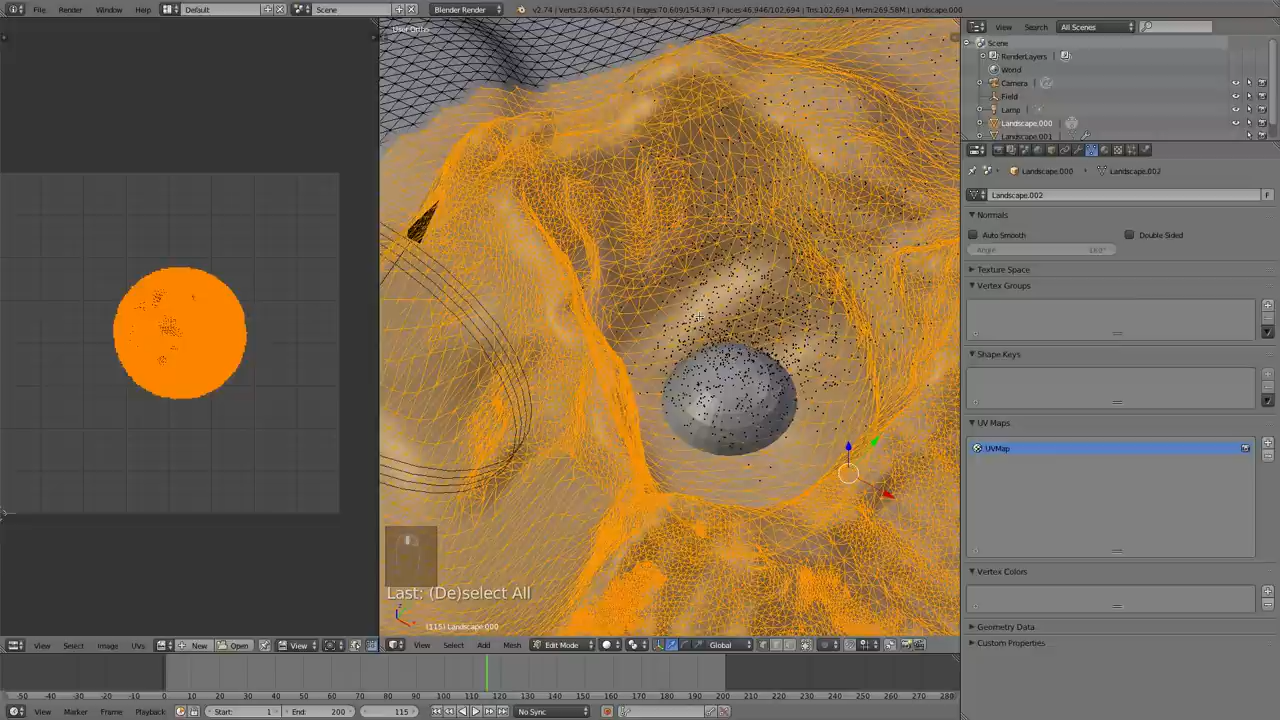 File Render Window Help Default Scene Blender Render v2.74 | Verts:23,664/51,674 | Edges:70,609/154,367 | Faces:46,946/102,694 | Tris:102,694 | Mem:269.58M | Landscape.000
View Search All Scenes
User Ortho
Scene
RenderLayers
World
Camera
Field
Lamp
Landscape.000
Landscape.001
Landscape.000 Landscape.002
Landscape.002 F
Normals
Auto Smooth Double Sided
Texture Space
Vertex Groups
Shape Keys
UV Maps
UVMap
Vertex Colors
Geometry Data
Custom Properties
Last: (De)select All
(115) Landscape.000
View Select Image UVs New Open View
View Select Add Mesh Edit Mode Global
-50 -40 -30 -20 -10 0 10 20 30 40 50 60 70 80 90 100 110 120 130 140 150 160 170 180 190 200 210 220 230 240 250 260 270 280
View Marker Frame Playback Start: 1 End: 200 115 No Sync